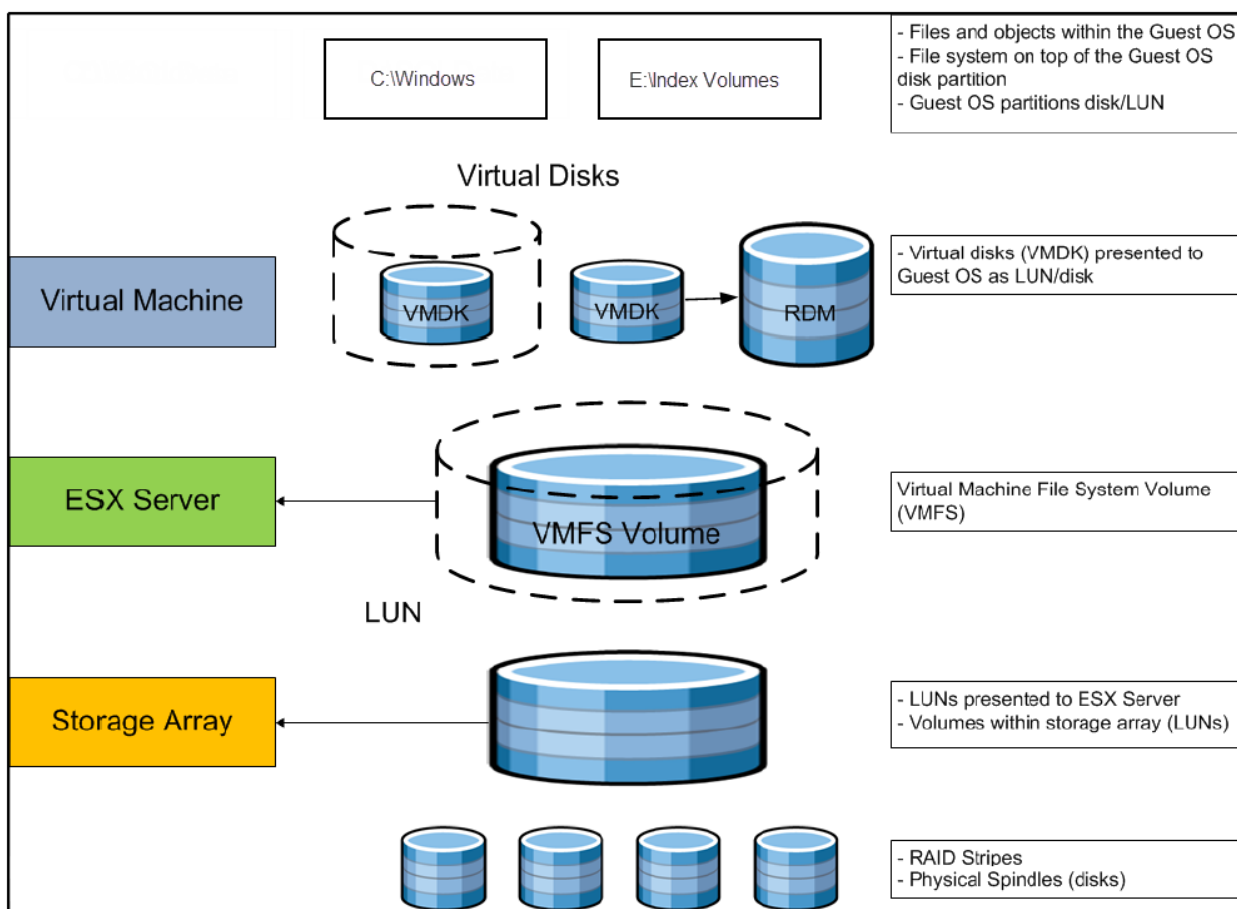 C:\Windows
E:\Index Volumes
- Files and objects within the Guest OS
- File system on top of the Guest OS
disk partition
- Guest OS partitions disk/LUN
Virtual Disks
Virtual Machine
VMDK
VMDK
RDM
- Virtual disks (VMDK) presented to
Guest OS as LUN/disk
ESX Server
VMFS Volume
Virtual Machine File System Volume
(VMFS)
LUN
Storage Array
- LUNs presented to ESX Server
- Volumes within storage array (LUNs)
- RAID Stripes
- Physical Spindles (disks)